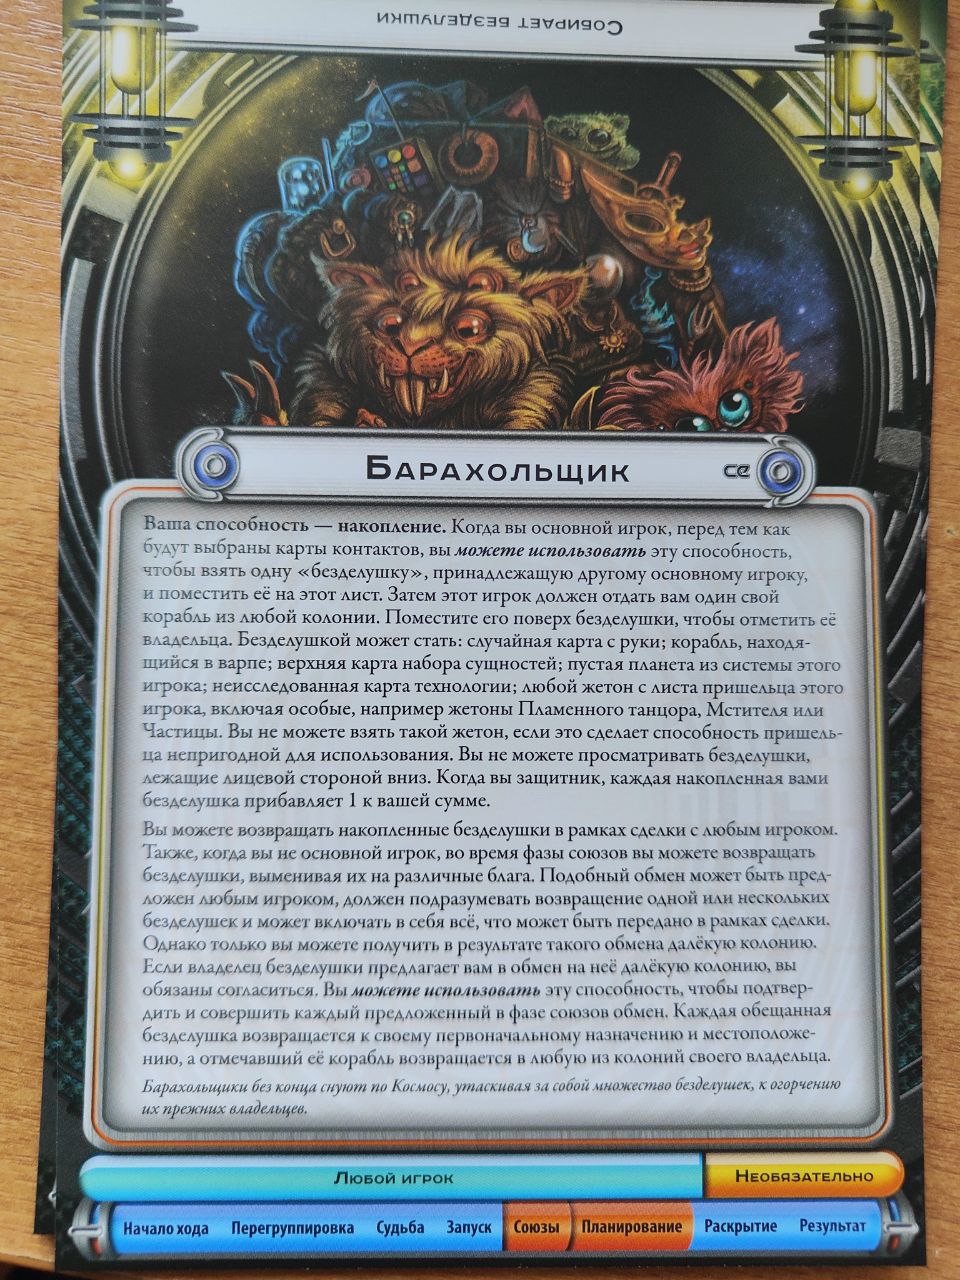 Собирает безделушки
Барахольщик
CE
Ваша способность — накопление. Когда вы основной игрок, перед тем как
будут выбраны карты контактов, вы можете использовать эту способность,
чтобы взять одну «безделушку», принадлежащую другому основному игроку,
и поместить её на этот лист. Затем этот игрок должен отдать вам один свой
корабль из любой колонии. Поместите его поверх безделушки, чтобы отметить её
владельца. Безделушкой может стать: случайная карта с руки; корабль, находя-
щийся в варпе; верхняя карта набора сущностей; пустая планета из системы этого
игрока; неисследованная карта технологии; любой жетон с листа пришельца этого
игрока, включая особые, например жетоны Пламенного танцора, Мстителя или
Частицы. Вы не можете взять такой жетон, если это сделает способность пришель-
ца непригодной для использования. Вы не можете просматривать безделушки,
лежащие лицевой стороной вниз. Когда вы защитник, каждая накопленная вами
безделушка прибавляет 1 к вашей сумме.
Вы можете возвращать накопленные безделушки в рамках сделки с любым игроком.
Также, когда вы не основной игрок, во время фазы союзов вы можете возвращать
безделушки, выменивая их на различные блага. Подобный обмен может быть пред-
ложен любым игроком, должен подразумевать возвращение одной или нескольких
безделушек и может включать в себя всё, что может быть передано в рамках сделки.
Однако только вы можете получить в результате такого обмена далёкую колонию.
Если владелец безделушки предлагает вам в обмен на неё далёкую колонию, вы
обязаны согласиться. Вы можете использовать эту способность, чтобы подтвер-
дить и совершить каждый предложенный в фазе союзов обмен. Каждая обещанная
безделушка возвращается к своему первоначальному назначению и местоположе-
нию, а отмечавший её корабль возвращается в любую из колоний своего владельца.
Барахольщики без конца снуют по Космосу, утаскивая за собой множество безделушек, к огорчению
их прежних владельцев.
Любой игрок Необязательно
Начало хода Перегруппировка Судьба Запуск Союзы Планирование Раскрытие Результат